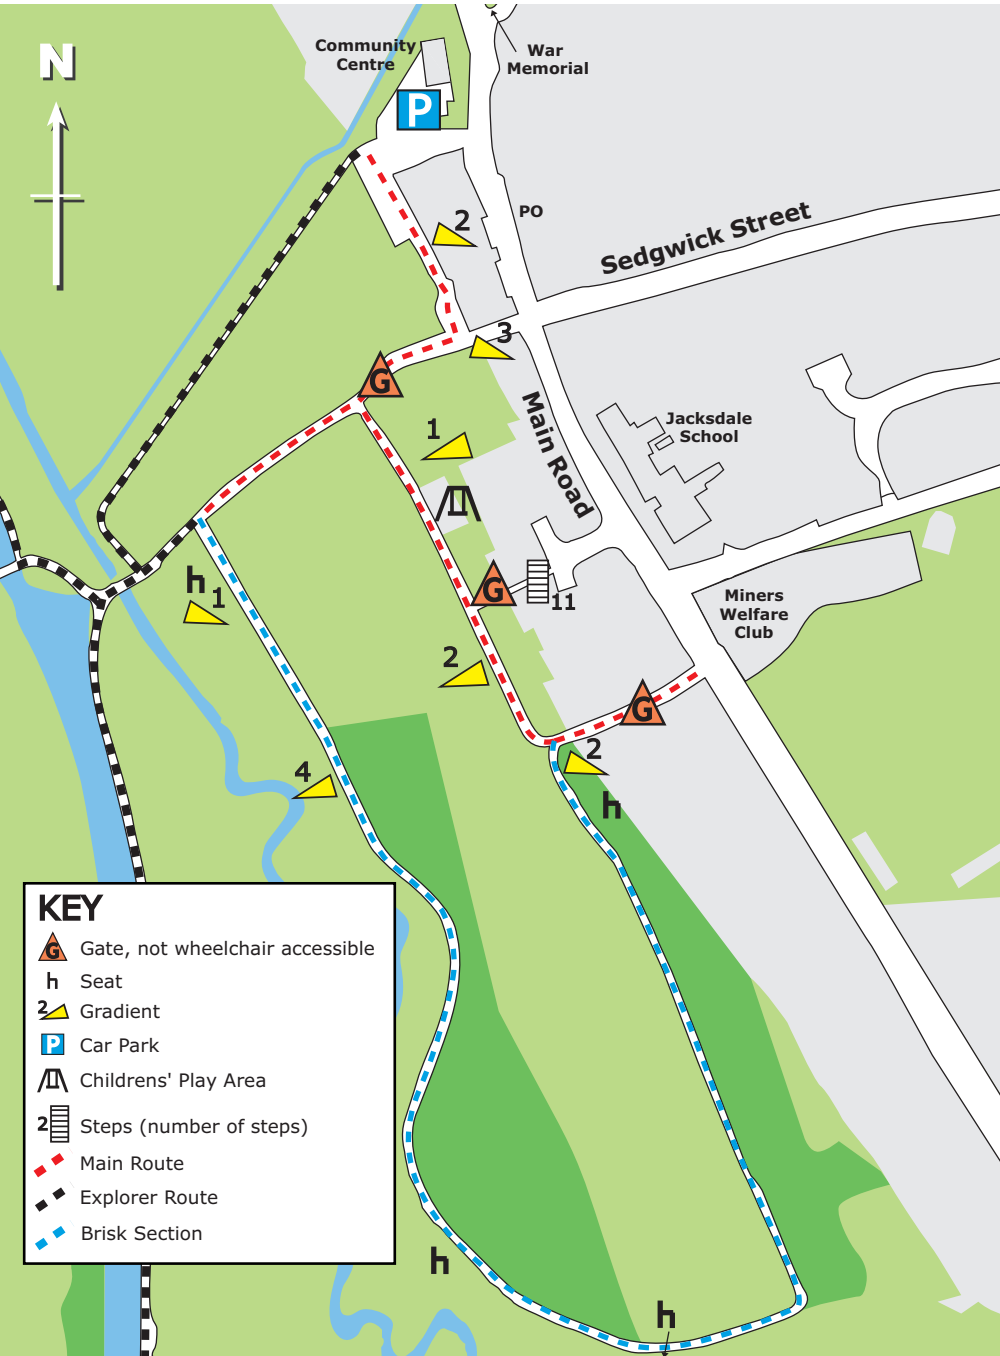 N
Community
Centre
War
Memorial
P
PO
2
Sedgwick Street
3
G
Main Road
1
Jacksdale
School
G
11
h
1
Miners
Welfare
Club
2
G
2
4
h
KEY
G Gate, not wheelchair accessible
h Seat
2 Gradient
P Car Park
Childrens' Play Area
2 Steps (number of steps)
Main Route
Explorer Route
Brisk Section
h
h